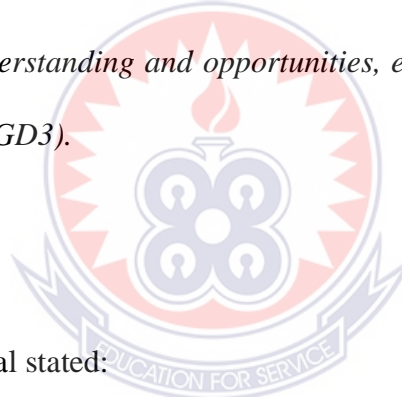 erstanding and opportunities, e
GD3).
al stated:
EDUCATION FOR SERVICE